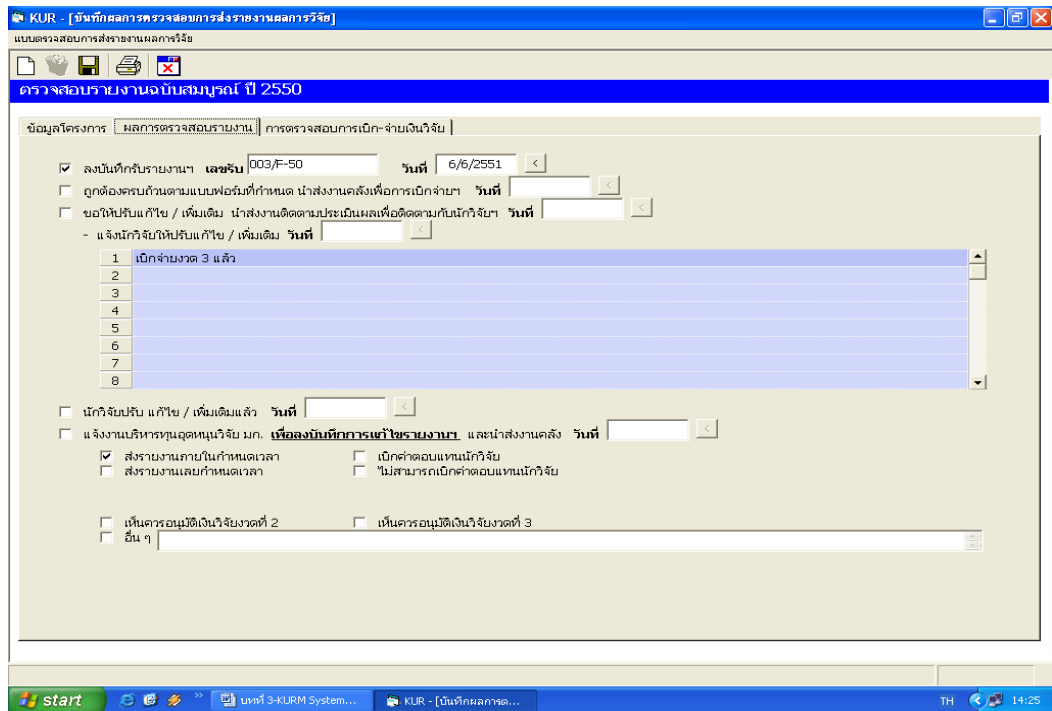 KUR - [บันทึกผลการตรวจสอบการส่งรายงานผลการวิจัย]
แบบตรวจสอบการส่งรายงานผลการวิจัย
ตรวจสอบรายงานฉบับสมบูรณ์ ปี 2550
ข้อมูลโครงการ ผลการตรวจสอบรายงาน การตรวจสอบการเบิก-จ่ายเงินวิจัย
ลงบันทึกรับรายงานฯ เลขรับ 003/F-50 วันที่ 6/6/2551 <
ถูกต้องครบถ้วนตามแบบฟอร์มที่กำหนด นำส่งงานคลังเพื่อการเบิกจ่ายฯ วันที่ <
ขอให้ปรับแก้ไข / เพิ่มเติม นำส่งงานติดตามประเมินผลเพื่อติดตามกับนักวิจัยฯ วันที่ <
- แจ้งนักวิจัยให้ปรับแก้ไข / เพิ่มเติม วันที่ <
1 เบิกจ่ายงวด 3 แล้ว
2
3
4
5
6
7
8
นักวิจัยปรับ แก้ไข / เพิ่มเติมแล้ว วันที่ <
แจ้งงานบริหารทุนอุดหนุนวิจัย มก. เพื่อลงบันทึกการแก้ไขรายงานฯ และนำส่งงานคลัง วันที่ <
ส่งรายงานภายในกำหนดเวลา เบิกค่าตอบแทนนักวิจัย
ส่งรายงานเลยกำหนดเวลา ไม่สามารถเบิกค่าตอบแทนนักวิจัย
เห็นควรอนุมัติเงินวิจัยงวดที่ 2 เห็นควรอนุมัติเงินวิจัยงวดที่ 3
อื่น ๆ
start » บทที่ 3-KURM System... KUR - [บันทึกผลการต... TH 14:25